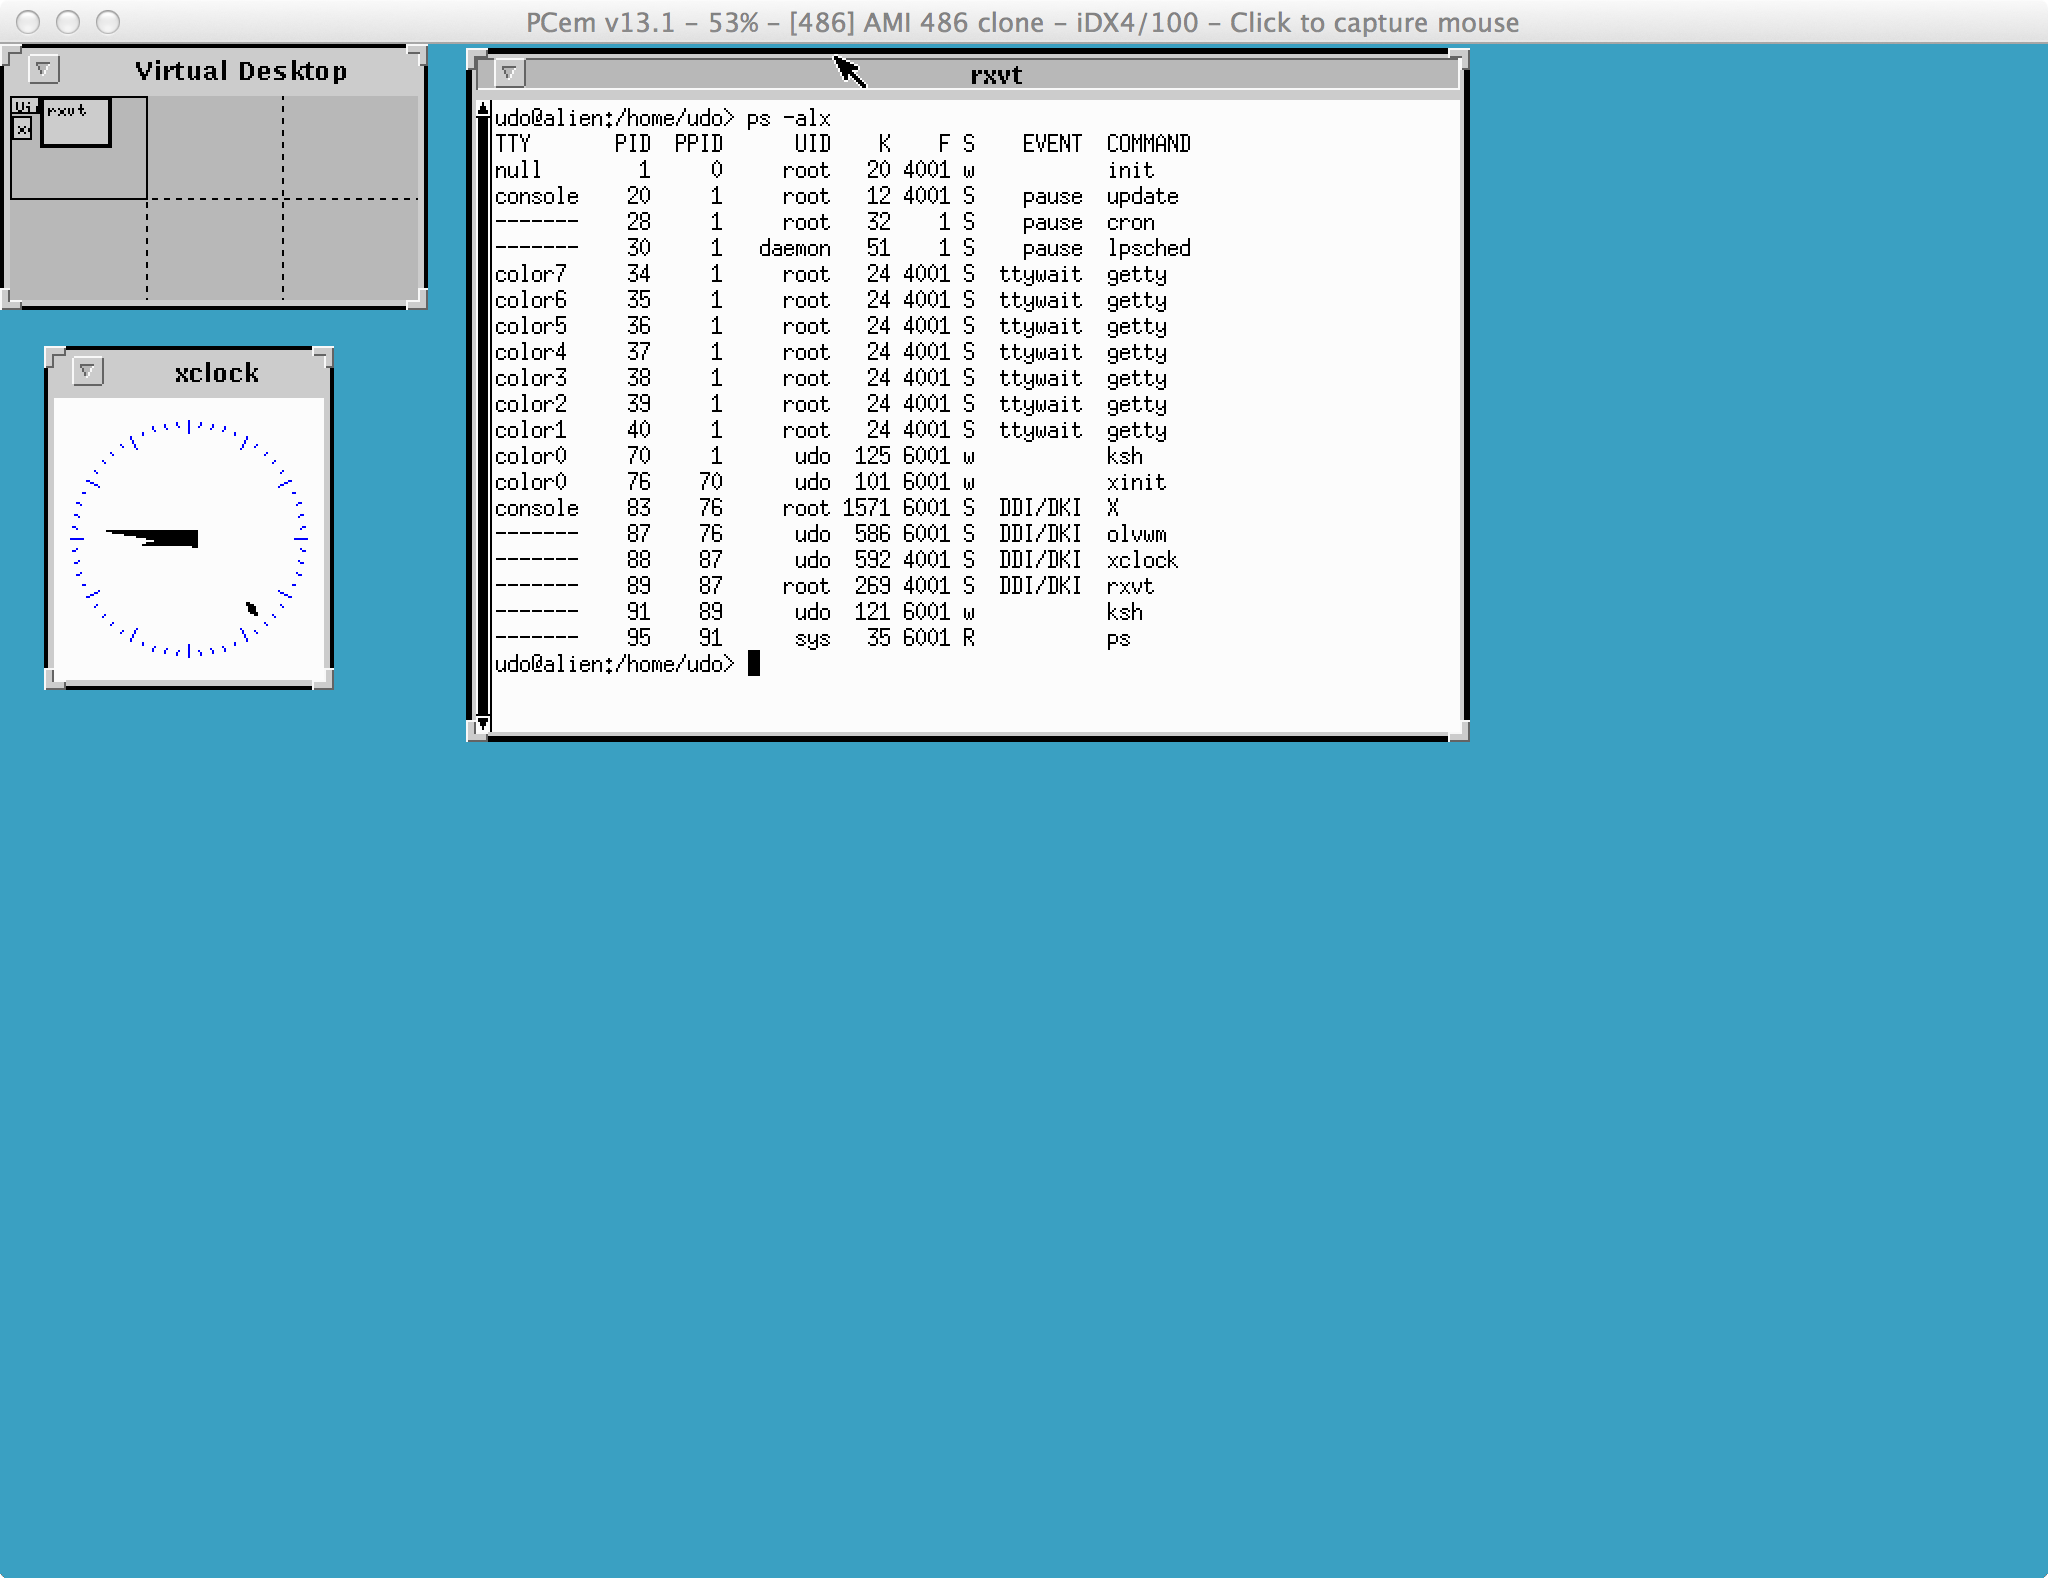 PCem v13.1 – 53% – [486] AMI 486 clone – iDX4/100 – Click to capture mouse
Virtual Desktop
rxvt
xclock
rxvt
udo@alien:/home/udo> ps -alx
TTY       PID  PPID      UID    K    F S    EVENT  COMMAND
null        1     0     root   20 4001 w           init
console    20     1     root   12 4001 S    pause  update
-------    28     1     root   32    1 S    pause  cron
-------    30     1   daemon   51    1 S    pause  lpsched
color7     34     1     root   24 4001 S  ttywait  getty
color6     35     1     root   24 4001 S  ttywait  getty
color5     36     1     root   24 4001 S  ttywait  getty
color4     37     1     root   24 4001 S  ttywait  getty
color3     38     1     root   24 4001 S  ttywait  getty
color2     39     1     root   24 4001 S  ttywait  getty
color1     40     1     root   24 4001 S  ttywait  getty
color0     70     1      udo  125 6001 w           ksh
color0     76    70      udo  101 6001 w           xinit
console    83    76     root 1571 6001 S  DDI/DKI  X
-------    87    76      udo  586 6001 S  DDI/DKI  olvwm
-------    88    87      udo  592 4001 S  DDI/DKI  xclock
-------    89    87     root  269 4001 S  DDI/DKI  rxvt
-------    91    89      udo  121 6001 w           ksh
-------    95    91      sys   35 6001 R           ps
udo@alien:/home/udo>